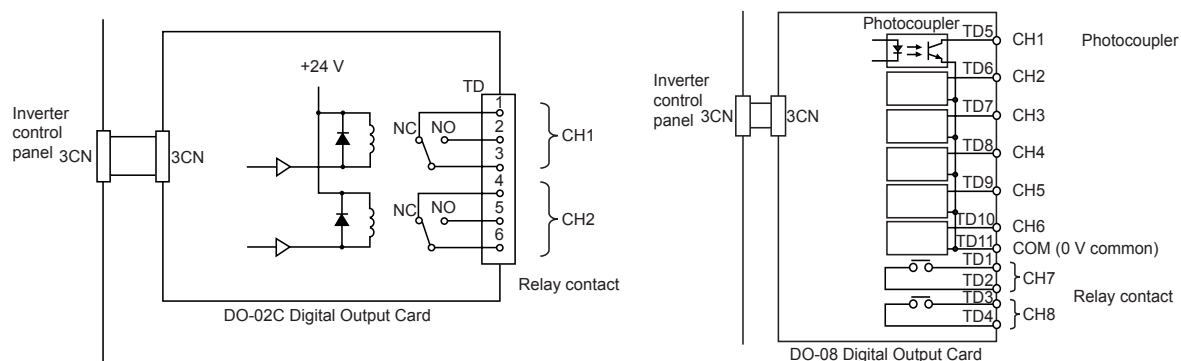 +24 V
TD
1
2
3
4
5
6
NC
NO
NC
NO
CH1
CH2
Inverter
control
panel
3CN
3CN
Relay contact
DO-02C Digital Output Card
Photocoupler
TD5
CH1
Photocoupler
TD6
CH2
TD7
CH3
TD8
CH4
TD9
CH5
TD10
CH6
TD11
COM (0 V common)
TD1
TD2
CH7
TD3
TD4
CH8
Relay contact
Inverter
control
panel
3CN
3CN
DO-08 Digital Output Card